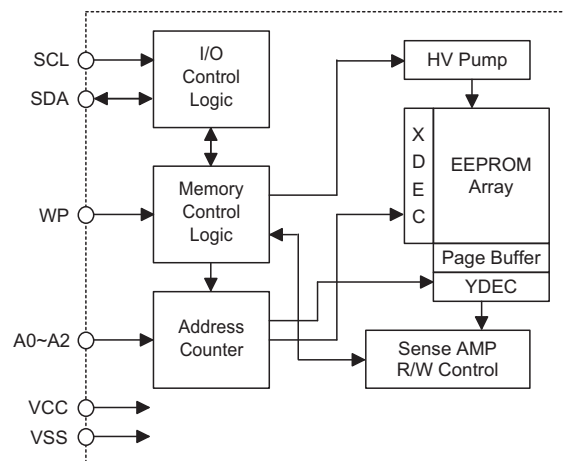 SCL
SDA
WP
A0~A2
VCC
VSS
I/O
Control
Logic
Memory
Control
Logic
Address
Counter
HV Pump
X
D
E
C
EEPROM
Array
Page Buffer
YDEC
Sense AMP
R/W Control